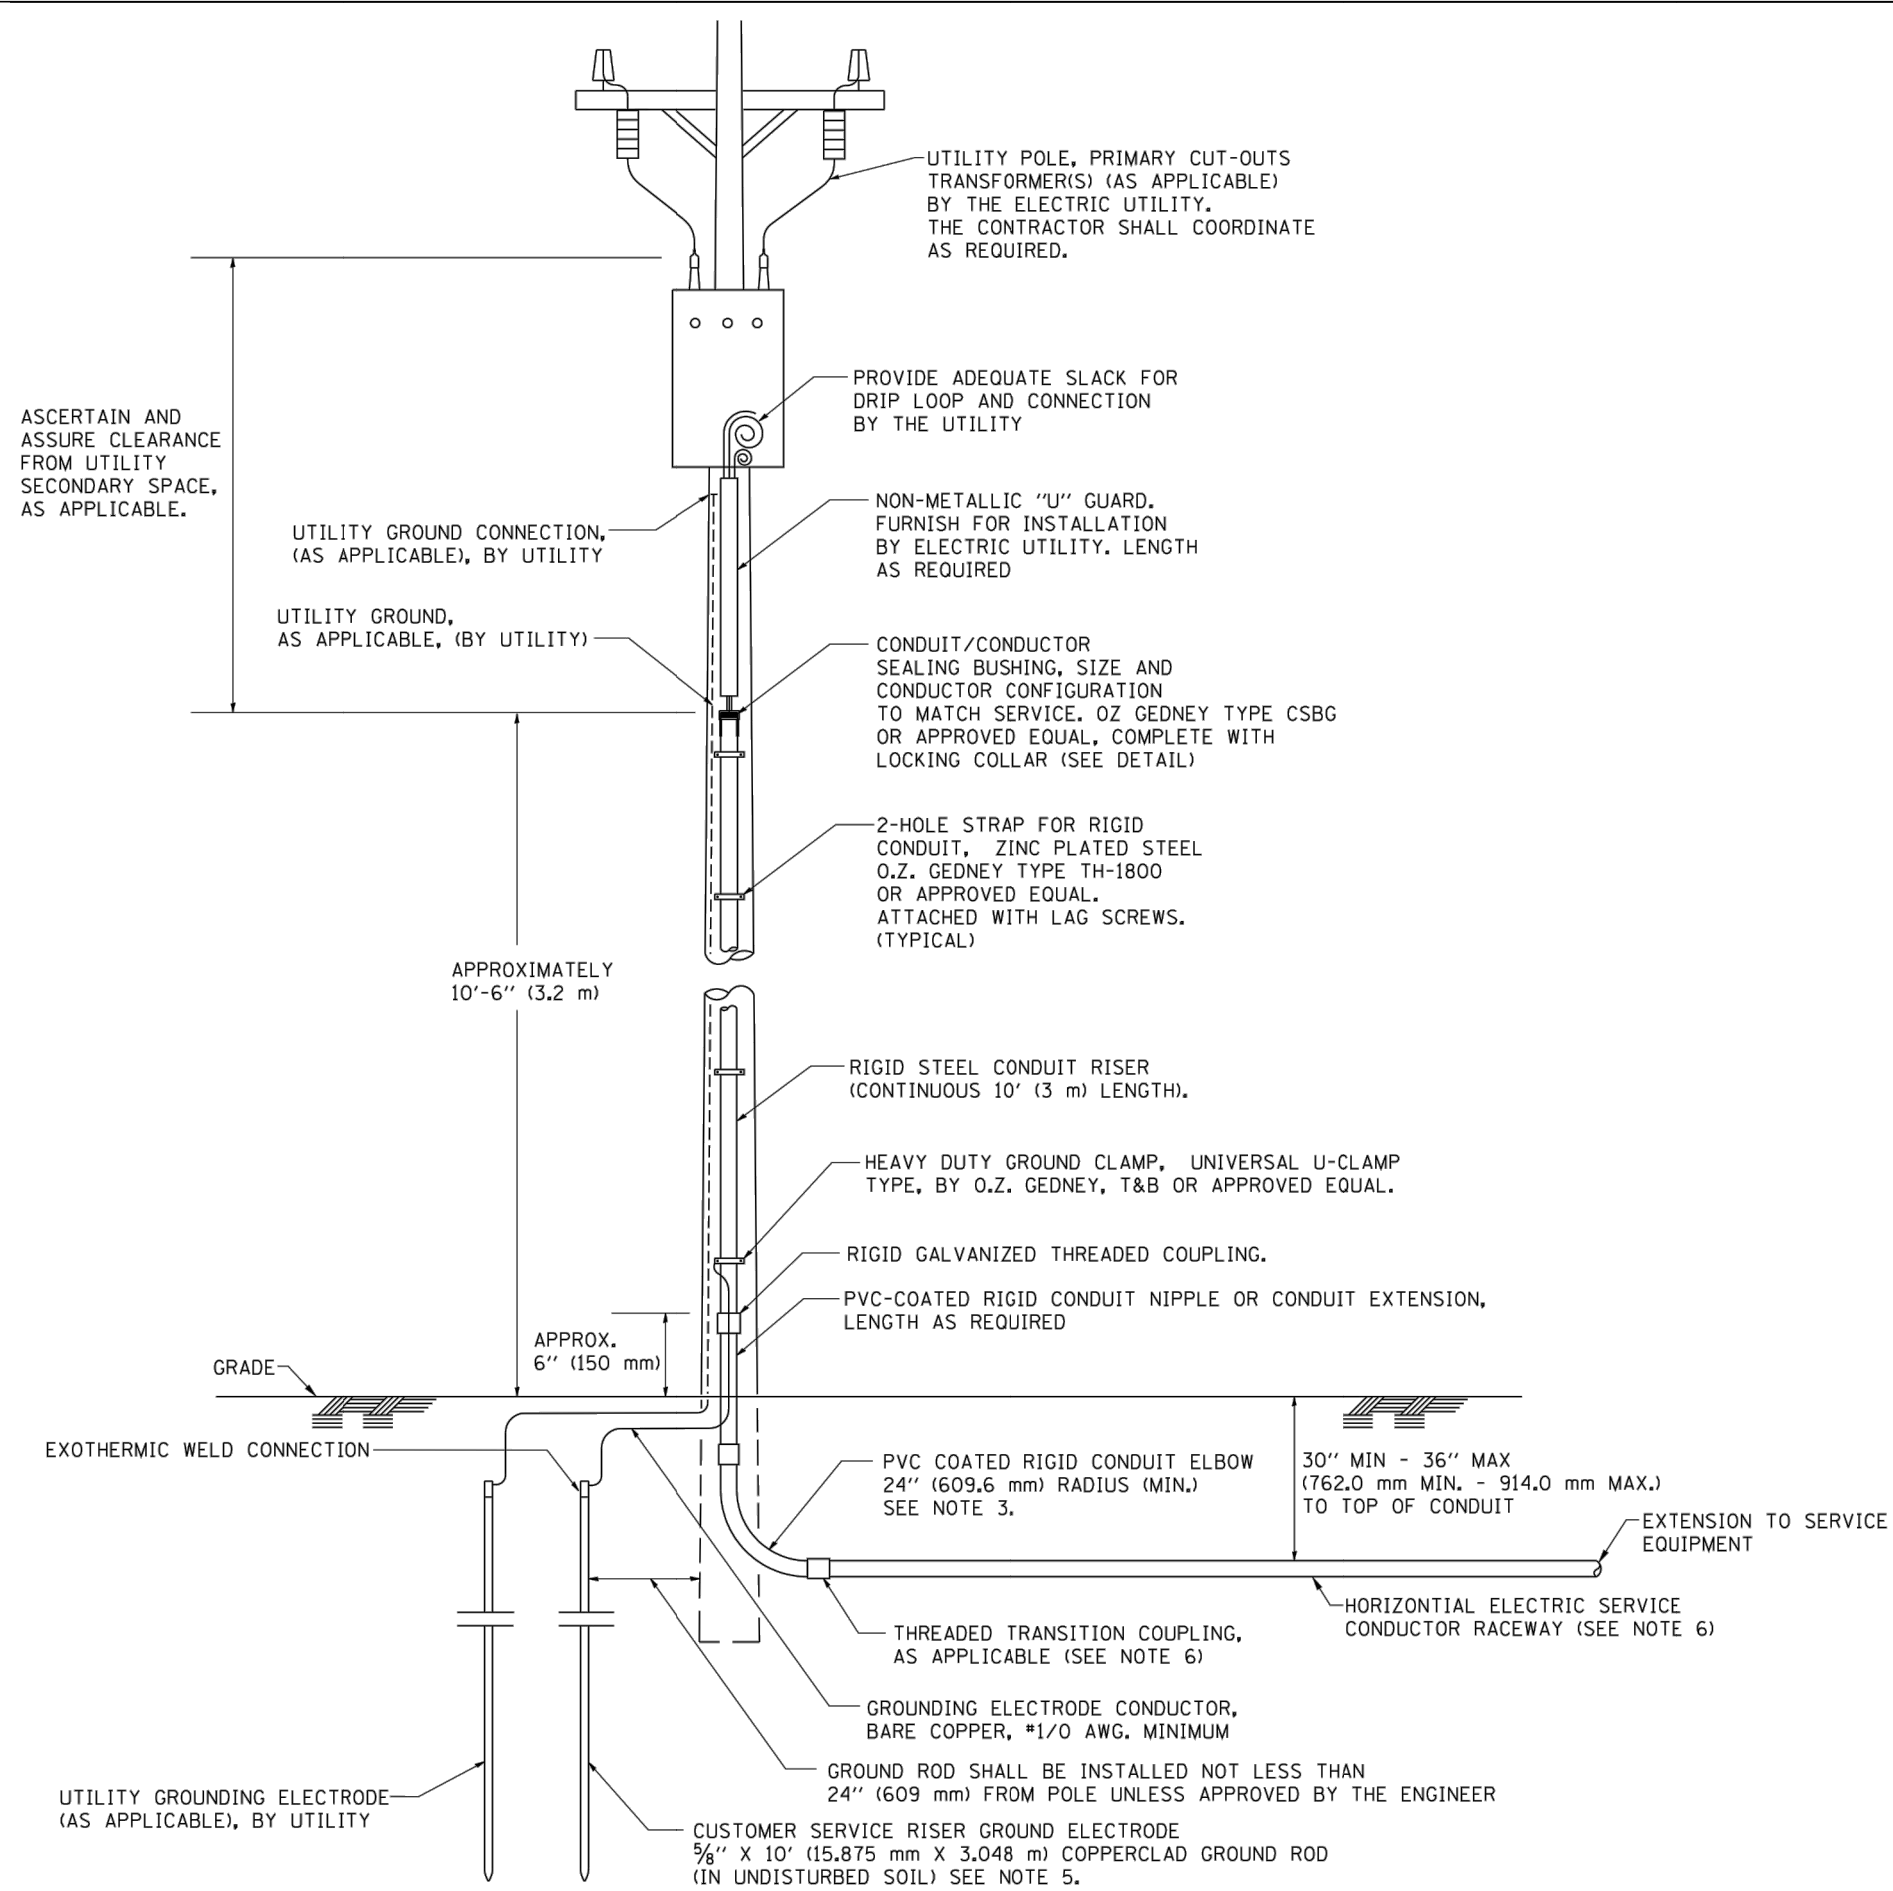 UTILITY POLE, PRIMARY CUT-OUTS
TRANSFORMER(S) (AS APPLICABLE)
BY THE ELECTRIC UTILITY.
THE CONTRACTOR SHALL COORDINATE
AS REQUIRED.
PROVIDE ADEQUATE SLACK FOR
DRIP LOOP AND CONNECTION
BY THE UTILITY
ASCERTAIN AND
ASSURE CLEARANCE
FROM UTILITY
SECONDARY SPACE,
AS APPLICABLE.
UTILITY GROUND CONNECTION,
(AS APPLICABLE), BY UTILITY
NON-METALLIC "U" GUARD.
FURNISH FOR INSTALLATION
BY ELECTRIC UTILITY. LENGTH
AS REQUIRED
UTILITY GROUND,
AS APPLICABLE, (BY UTILITY)
CONDUIT/CONDUCTOR
SEALING BUSHING, SIZE AND
CONDUCTOR CONFIGURATION
TO MATCH SERVICE. OZ GEDNEY TYPE CSBG
OR APPROVED EQUAL, COMPLETE WITH
LOCKING COLLAR (SEE DETAIL)
2-HOLE STRAP FOR RIGID
CONDUIT, ZINC PLATED STEEL
O.Z. GEDNEY TYPE TH-1800
OR APPROVED EQUAL.
ATTACHED WITH LAG SCREWS.
(TYPICAL)
APPROXIMATELY
10'-6" (3.2 m)
RIGID STEEL CONDUIT RISER
(CONTINUOUS 10' (3 m) LENGTH).
HEAVY DUTY GROUND CLAMP, UNIVERSAL U-CLAMP
TYPE, BY O.Z. GEDNEY, T&B OR APPROVED EQUAL.
RIGID GALVANIZED THREADED COUPLING.
PVC-COATED RIGID CONDUIT NIPPLE OR CONDUIT EXTENSION,
LENGTH AS REQUIRED
APPROX.
6" (150 mm)
GRADE
EXOTHERMIC WELD CONNECTION
PVC COATED RIGID CONDUIT ELBOW
24" (609.6 mm) RADIUS (MIN.)
SEE NOTE 3.
30" MIN - 36" MAX
(762.0 mm MIN. - 914.0 mm MAX.)
TO TOP OF CONDUIT
EXTENSION TO SERVICE
EQUIPMENT
HORIZONTIAL ELECTRIC SERVICE
CONDUCTOR RACEWAY (SEE NOTE 6)
THREADED TRANSITION COUPLING,
AS APPLICABLE (SEE NOTE 6)
GROUNDING ELECTRODE CONDUCTOR,
BARE COPPER, #1/0 AWG. MINIMUM
GROUND ROD SHALL BE INSTALLED NOT LESS THAN
24" (609 mm) FROM POLE UNLESS APPROVED BY THE ENGINEER
UTILITY GROUNDING ELECTRODE
(AS APPLICABLE), BY UTILITY
CUSTOMER SERVICE RISER GROUND ELECTRODE
⅝" X 10' (15.875 mm X 3.048 m) COPPERCLAD GROUND ROD
(IN UNDISTURBED SOIL) SEE NOTE 5.